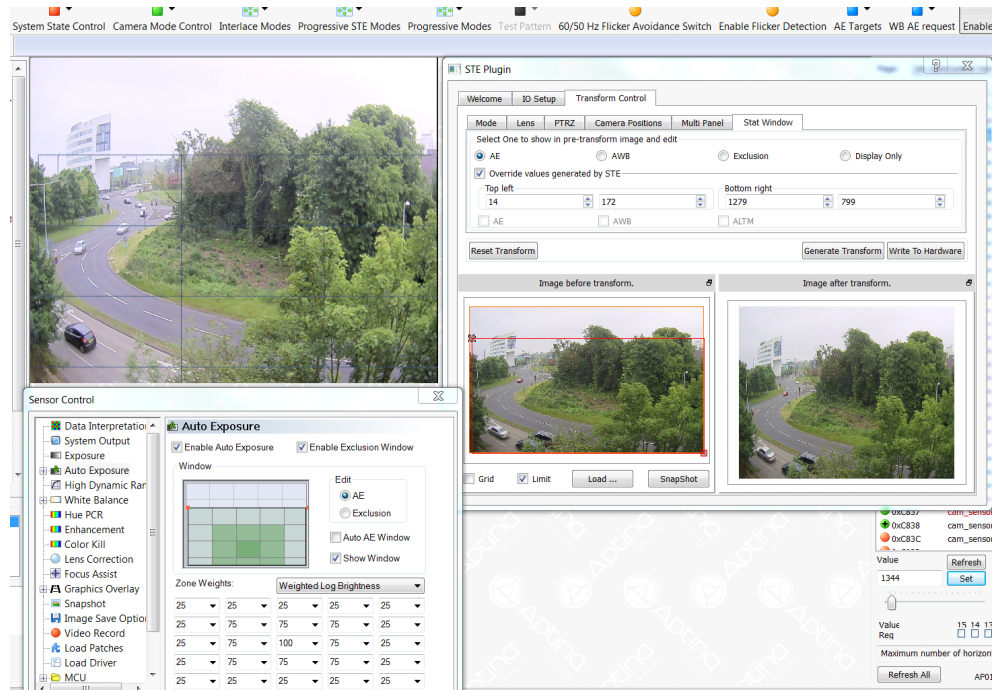 System State Control Camera Mode Control Interlace Modes Progressive STE Modes Progressive Modes Test Pattern 60/50 Hz Flicker Avoidance Switch Enable Flicker Detection AE Targets WB AE request Enable
STE Plugin
Welcome IO Setup Transform Control
Mode Lens PTRZ Camera Positions Multi Panel Stat Window
Select One to show in pre-transform image and edit
AE AWB Exclusion Display Only
Override values generated by STE
Top left Bottom right
14 172 1279 799
AE AWB ALTM
Reset Transform Generate Transform Write To Hardware
Image before transform. Image after transform.
Grid Limit Load ... SnapShot
Sensor Control
Data Interpretation
System Output
Exposure
Auto Exposure
High Dynamic Ran
White Balance
Hue PCR
Enhancement
Color Kill
Lens Correction
Focus Assist
Graphics Overlay
Snapshot
Image Save Option
Video Record
Load Patches
Load Driver
MCU
Auto Exposure
Enable Auto Exposure Enable Exclusion Window
Window
Edit
AE
Exclusion
Auto AE Window
Show Window
Zone Weights: Weighted Log Brightness
25 25 25 25 25
25 75 75 75 25
25 75 100 75 25
25 75 75 75 25
25 25 25 25 25
0xC837 cam_sensor
0xC838 cam_sensor
0xC83C cam_sensor
Value Refresh
1344 Set
Value 15 14 13
Reg
Maximum number of horizon
Refresh All AP01
Aptina